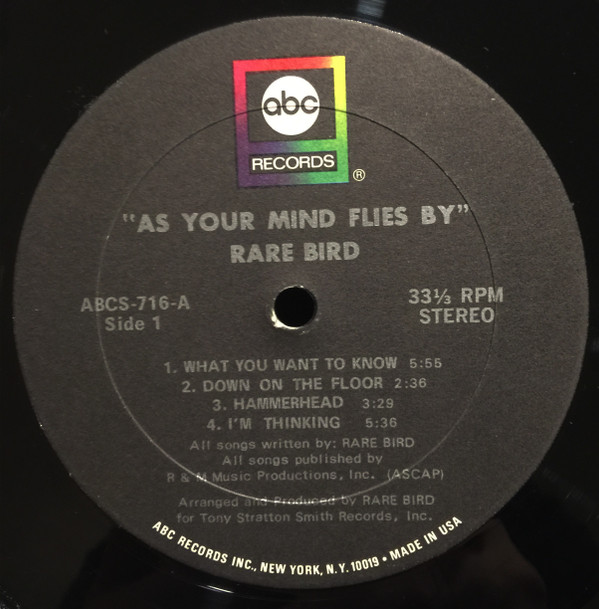 abc
RECORDS
®
"AS YOUR MIND FLIES BY"
RARE BIRD
ABCS-716-A
Side 1
33⅓ RPM
STEREO
1. WHAT YOU WANT TO KNOW 5:55
2. DOWN ON THE FLOOR 2:36
3. HAMMERHEAD 3:29
4. I'M THINKING 5:36
All songs written by: RARE BIRD
All songs published by
R & M Music Productions, Inc. (ASCAP)
Arranged and Produced by RARE BIRD
for Tony Stratton Smith Records, Inc.
ABC RECORDS INC., NEW YORK, N.Y. 10019 • MADE IN USA